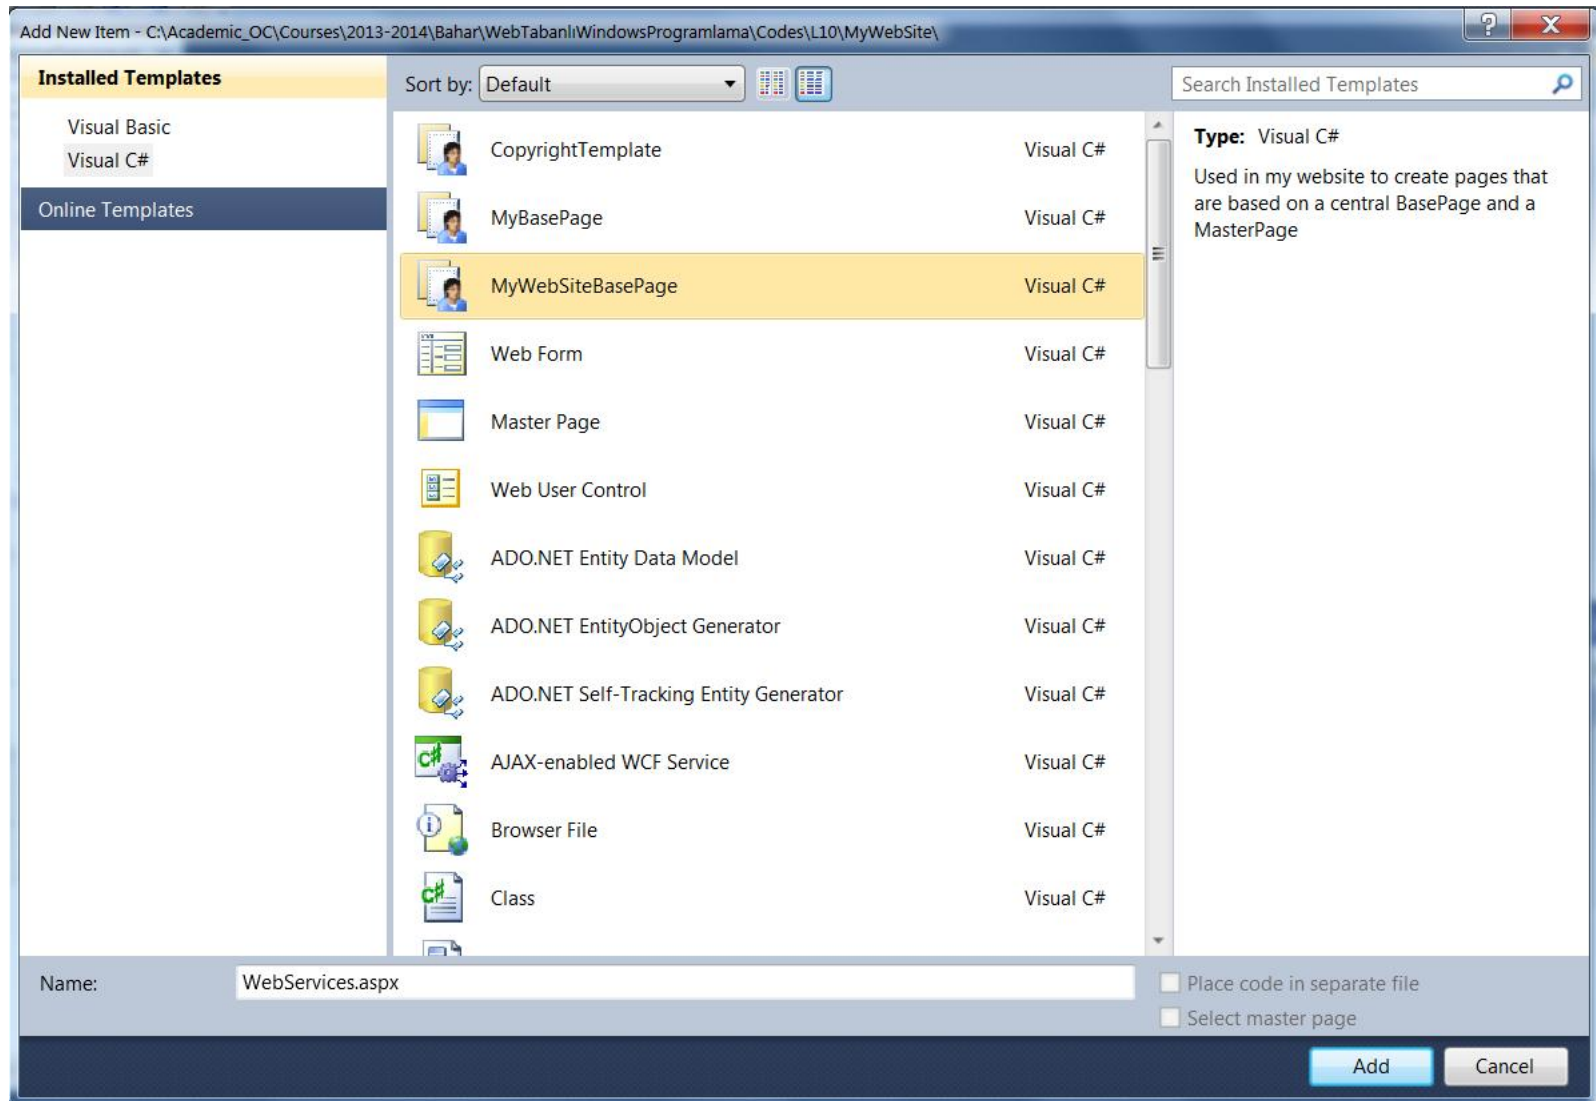 Add New Item - C:\Academic_OC\Courses\2013-2014\Bahar\WebTabanlıWindowsProgramlama\Codes\L10\MyWebSite\
Installed Templates
Visual Basic
Visual C#
Online Templates
Sort by: Default
Search Installed Templates
CopyrightTemplate Visual C#
MyBasePage Visual C#
MyWebSiteBasePage Visual C#
Web Form Visual C#
Master Page Visual C#
Web User Control Visual C#
ADO.NET Entity Data Model Visual C#
ADO.NET EntityObject Generator Visual C#
ADO.NET Self-Tracking Entity Generator Visual C#
AJAX-enabled WCF Service Visual C#
Browser File Visual C#
Class Visual C#
Type: Visual C#
Used in my website to create pages that
are based on a central BasePage and a
MasterPage
Name: WebServices.aspx
Place code in separate file
Select master page
Add Cancel